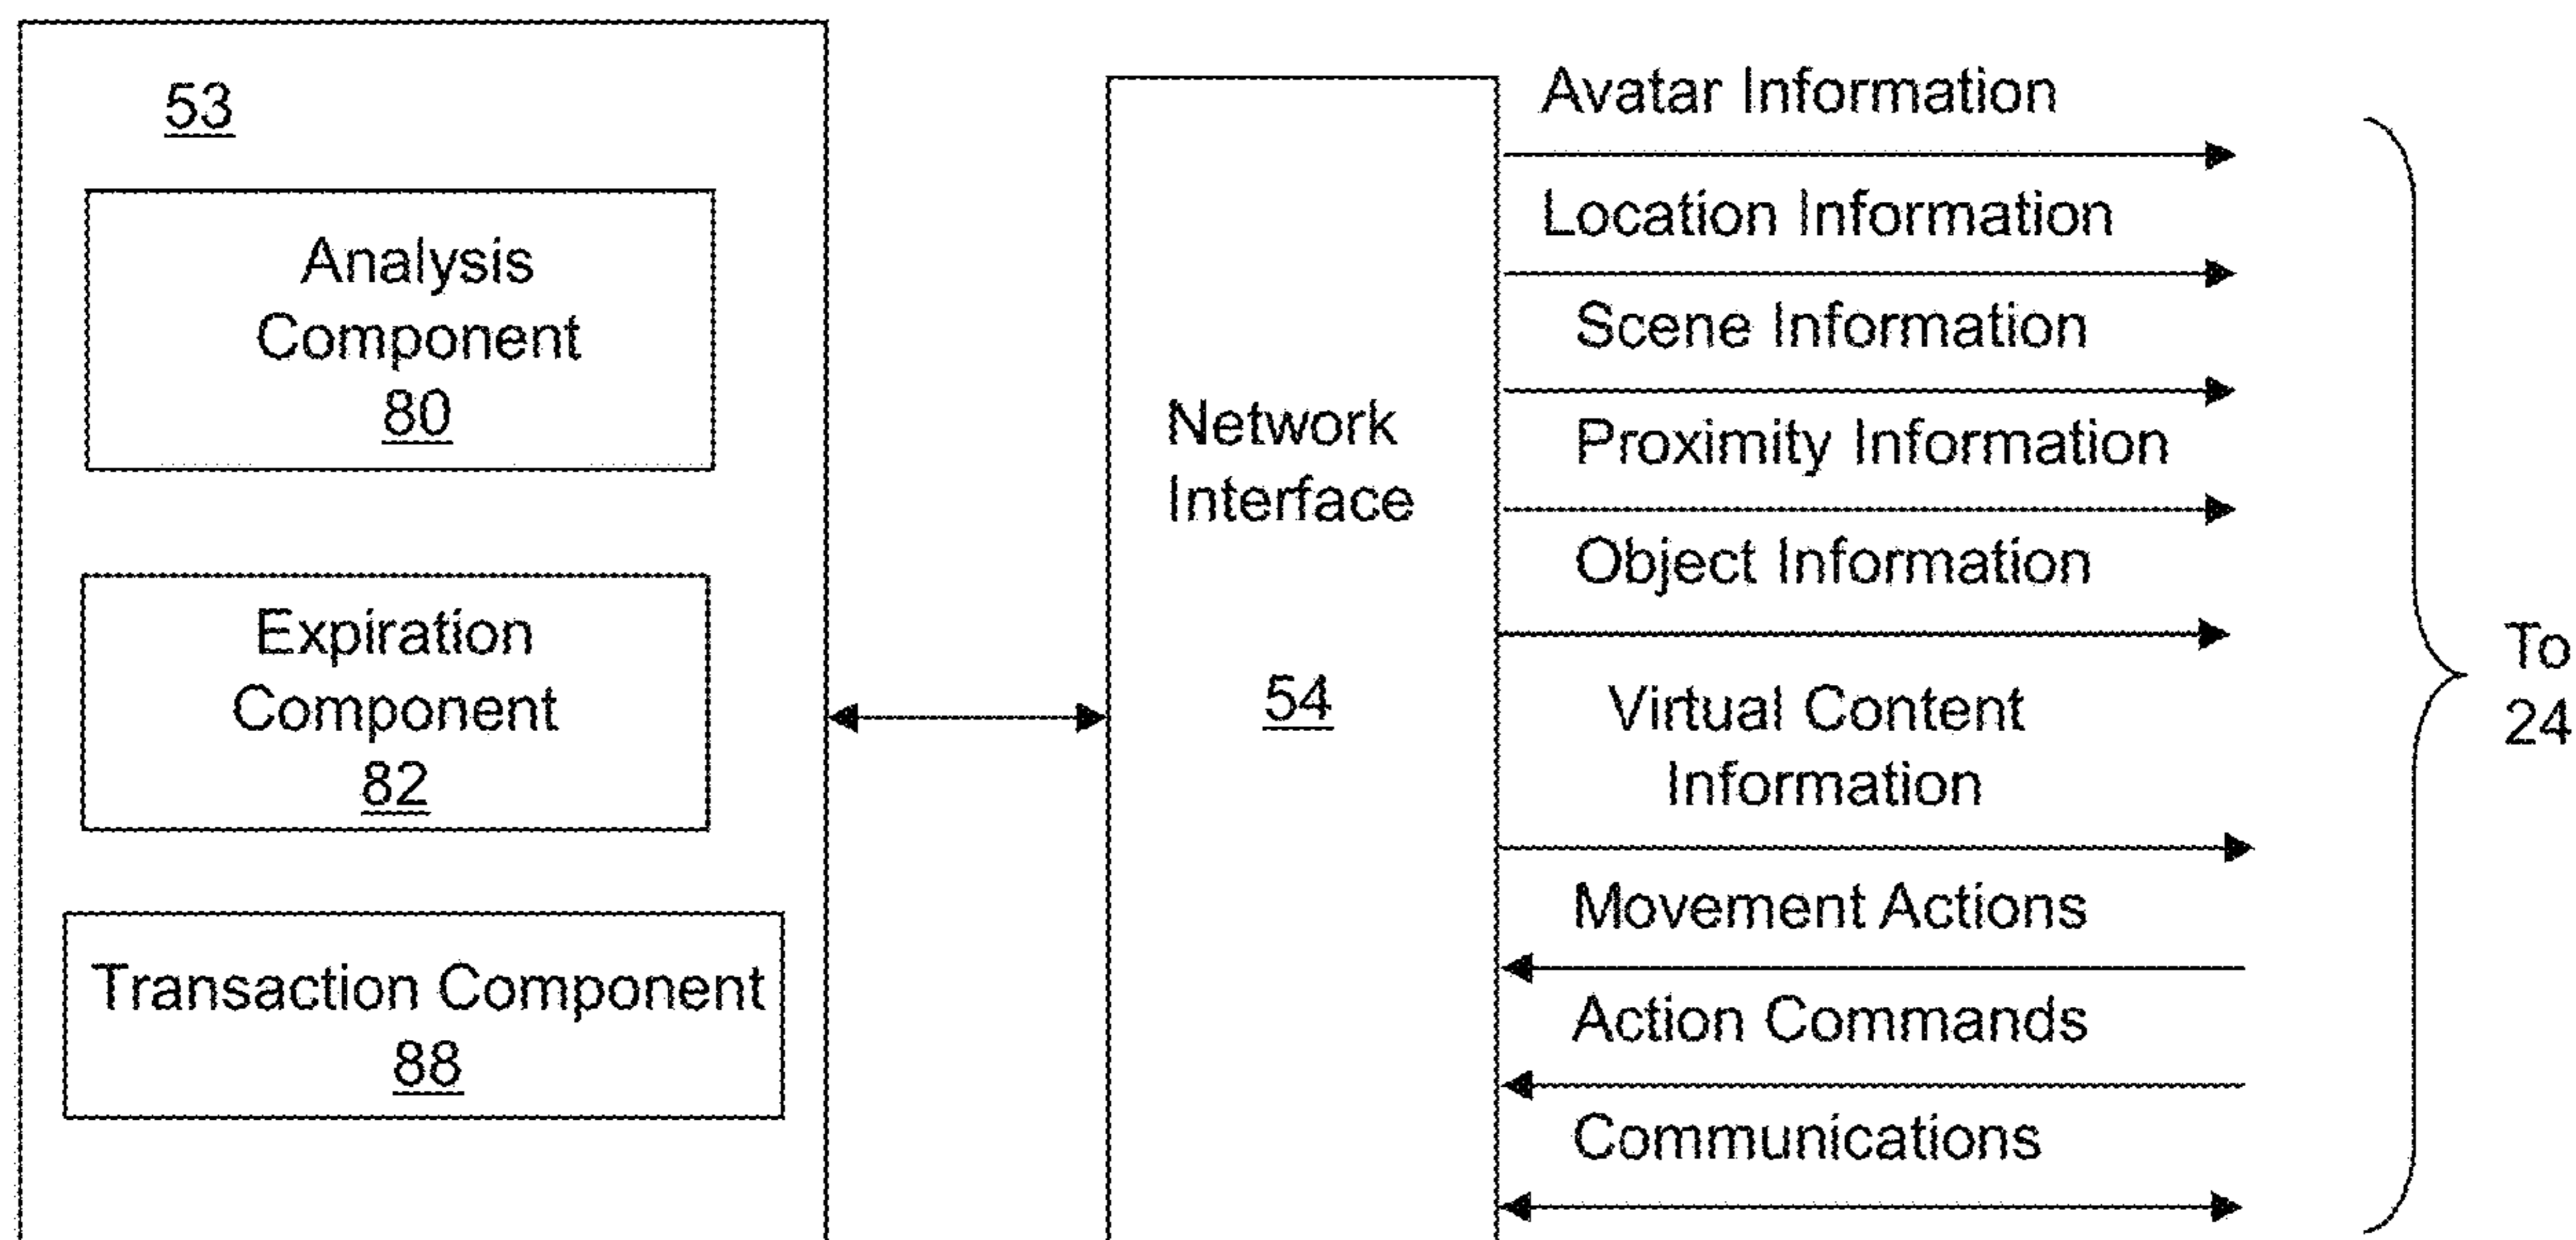 53
Analysis
Component
80
Expiration
Component
82
Transaction Component
88
Network
Interface
54
Avatar Information
Location Information
Scene Information
Proximity Information
Object Information
Virtual Content
Information
Movement Actions
Action Commands
Communications
To
24